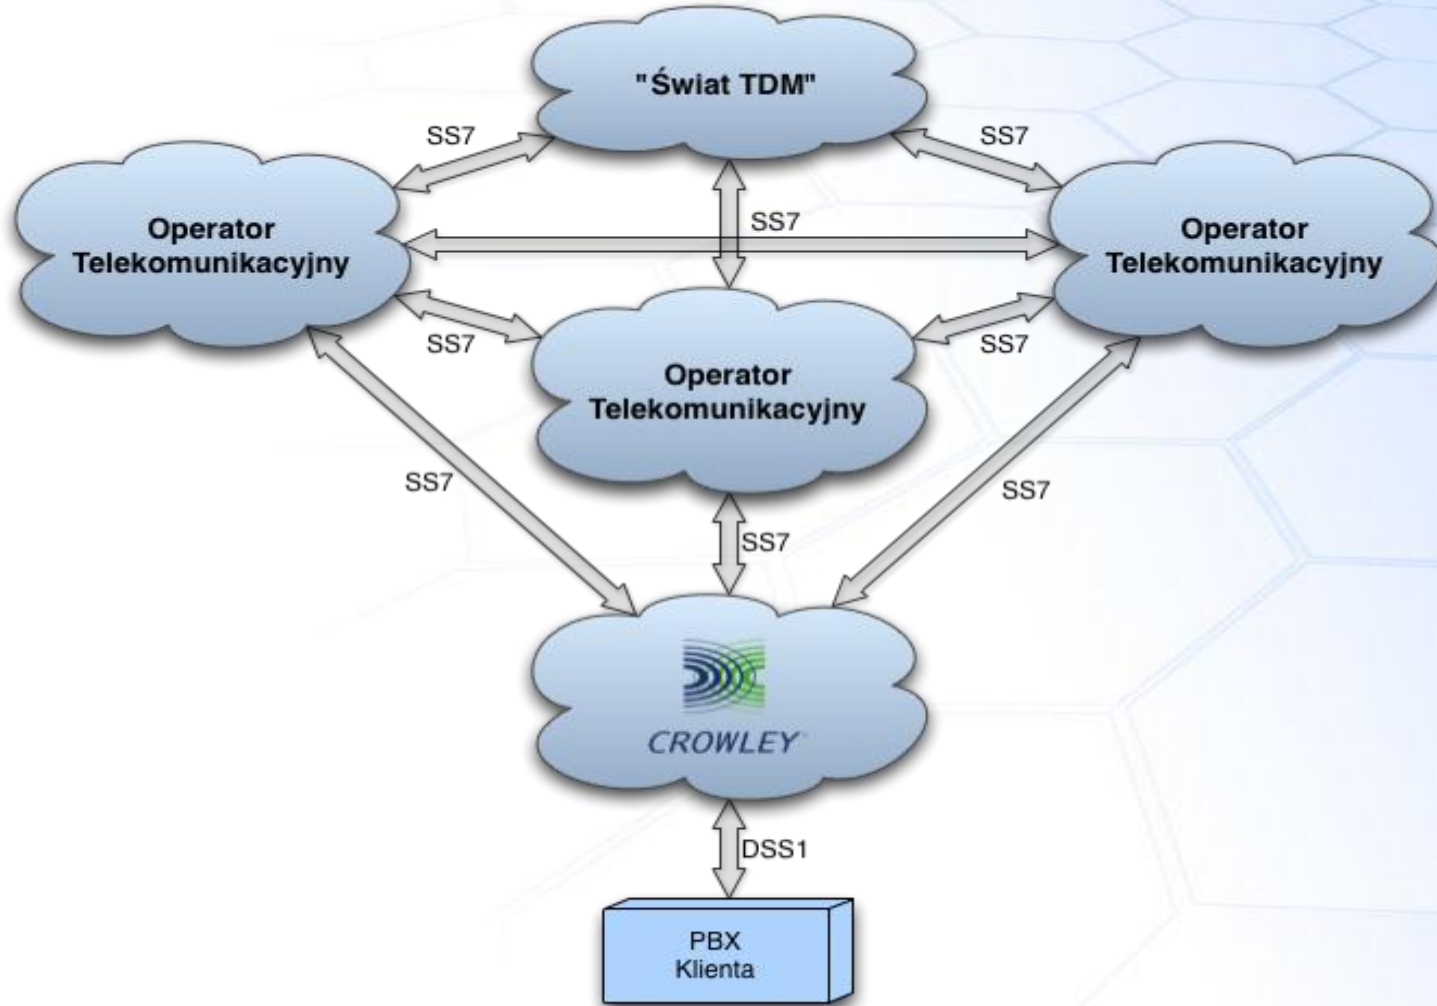 "Świat TDM"
SS7
SS7
Operator
Telekomunikacyjny
SS7
Operator
Telekomunikacyjny
SS7
SS7
Operator
Telekomunikacyjny
SS7
SS7
SS7
CROWLEY
DSS1
PBX
Klienta